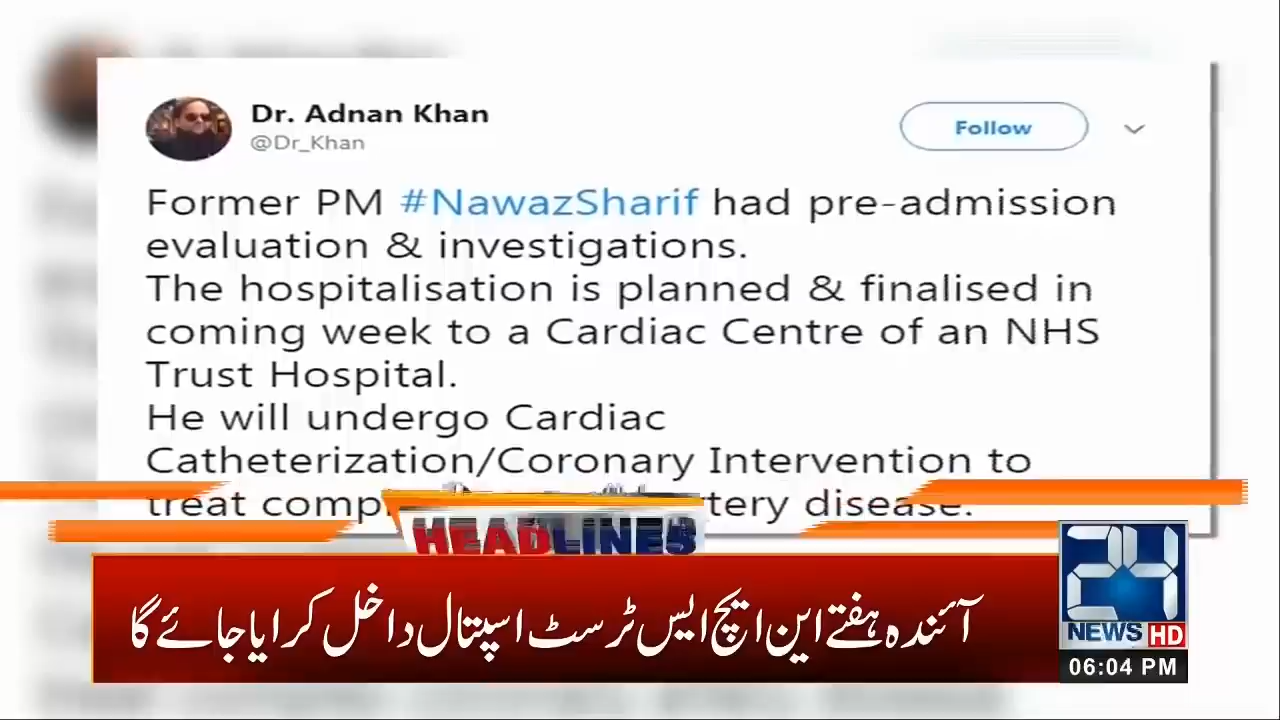 Dr. Adnan Khan
@Dr_Khan
Follow
Former PM #NawazSharif had pre-admission
evaluation & investigations.
The hospitalisation is planned & finalised in
coming week to a Cardiac Centre of an NHS
Trust Hospital.
He will undergo Cardiac
Catheterization/Coronary Intervention to
treat disease.
HEADLINES
آئندہ ہفتے این ایچ ایس ٹرسٹ اسپتال داخل کرایا جائے گا
24
NEWS HD
06:04 PM